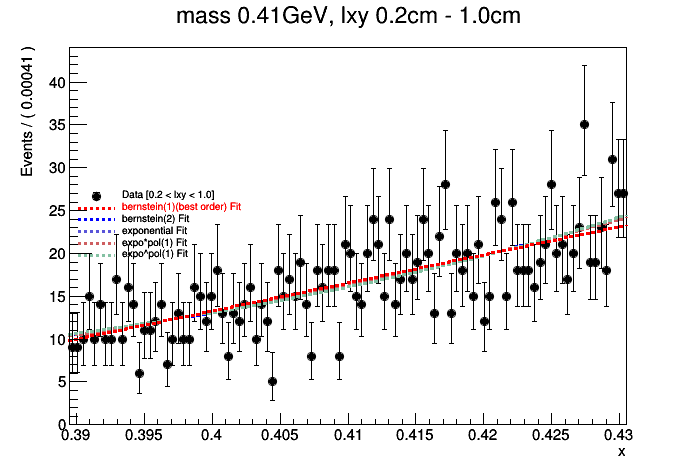 mass 0.41GeV, lxy 0.2cm - 1.0cm
Events / ( 0.00041 )
40
35
30
25
20
15
10
5
0
Data [0.2 < lxy < 1.0]
bernstein(1)(best order) Fit
bernstein(2) Fit
exponential Fit
expo*pol(1) Fit
expo^pol(1) Fit
0.39 0.395 0.4 0.405 0.41 0.415 0.42 0.425 0.43
x